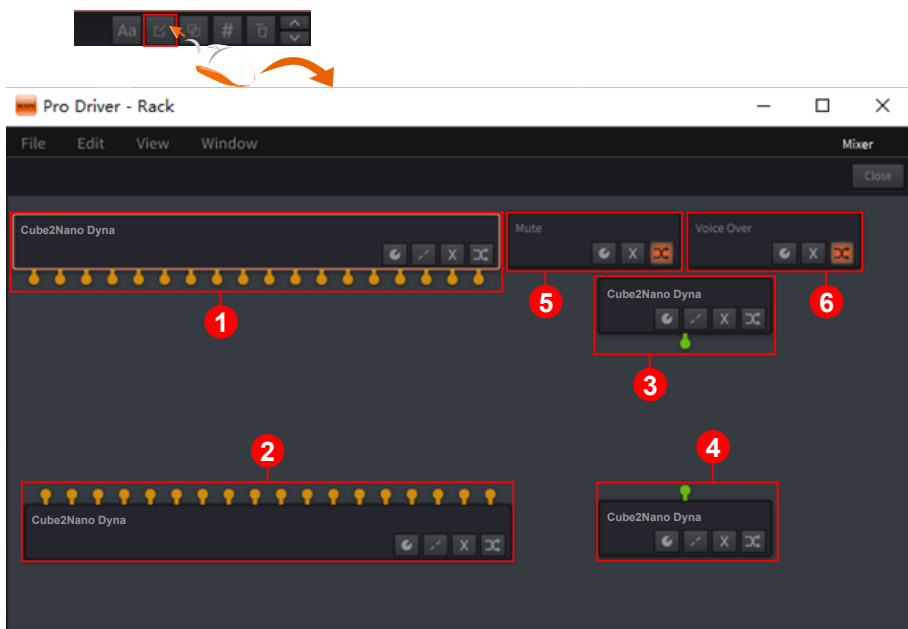 Aa #
Pro Driver - Rack
File Edit View Window Mixer
Close
Cube2Nano Dyna
X
Mute
X
Voice Over
X
1
5
6
Cube2Nano Dyna
X
3
2
4
Cube2Nano Dyna
X
Cube2Nano Dyna
X